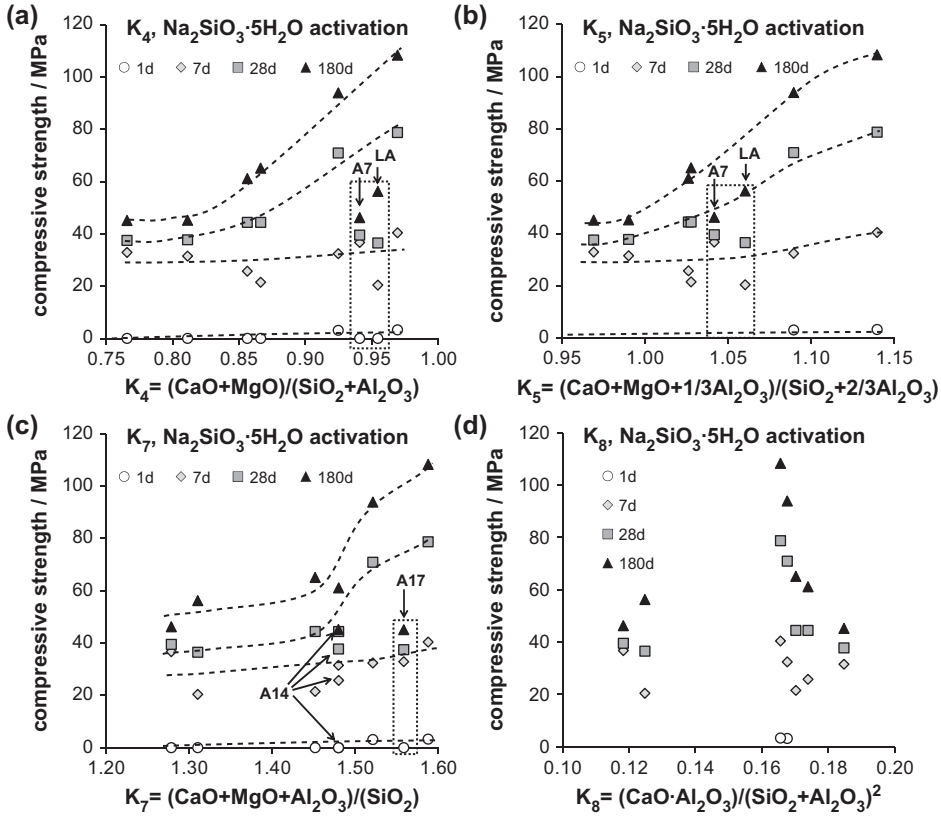 (a)
K₄, Na₂SiO₃·5H₂O activation
1d 7d 28d 180d
compressive strength / MPa
120
100
80
60
40
20
0
A7
LA
0.75 0.80 0.85 0.90 0.95 1.00
K₄= (CaO+MgO)/(SiO₂+Al₂O₃)
(b)
K₅, Na₂SiO₃·5H₂O activation
1d 7d 28d 180d
compressive strength / MPa
120
100
80
60
40
20
0
A7
LA
0.95 1.00 1.05 1.10 1.15
K₅= (CaO+MgO+1/3Al₂O₃)/(SiO₂+2/3Al₂O₃)
(c)
K₇, Na₂SiO₃·5H₂O activation
1d 7d 28d 180d
compressive strength / MPa
120
100
80
60
40
20
0
A17
A14
1.20 1.30 1.40 1.50 1.60
K₇= (CaO+MgO+Al₂O₃)/(SiO₂)
(d)
K₈, Na₂SiO₃·5H₂O activation
1d
7d
28d
180d
compressive strength / MPa
120
100
80
60
40
20
0
0.10 0.12 0.14 0.16 0.18 0.20
K₈= (CaO·Al₂O₃)/(SiO₂+Al₂O₃)²